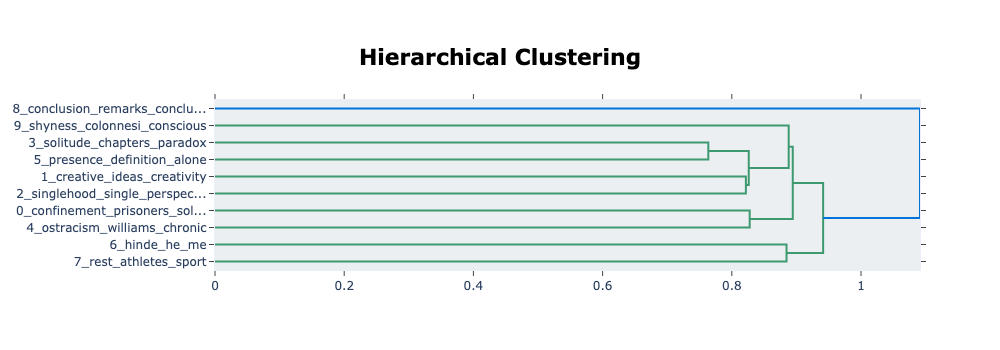 Hierarchical Clustering
8_conclusion_remarks_conclu...
9_shyness_colonnesi_conscious
3_solitude_chapters_paradox
5_presence_definition_alone
1_creative_ideas_creativity
2_singlehood_single_perspec...
0_confinement_prisoners_sol...
4_ostracism_williams_chronic
6_hinde_he_me
7_rest_athletes_sport
0 0.2 0.4 0.6 0.8 1